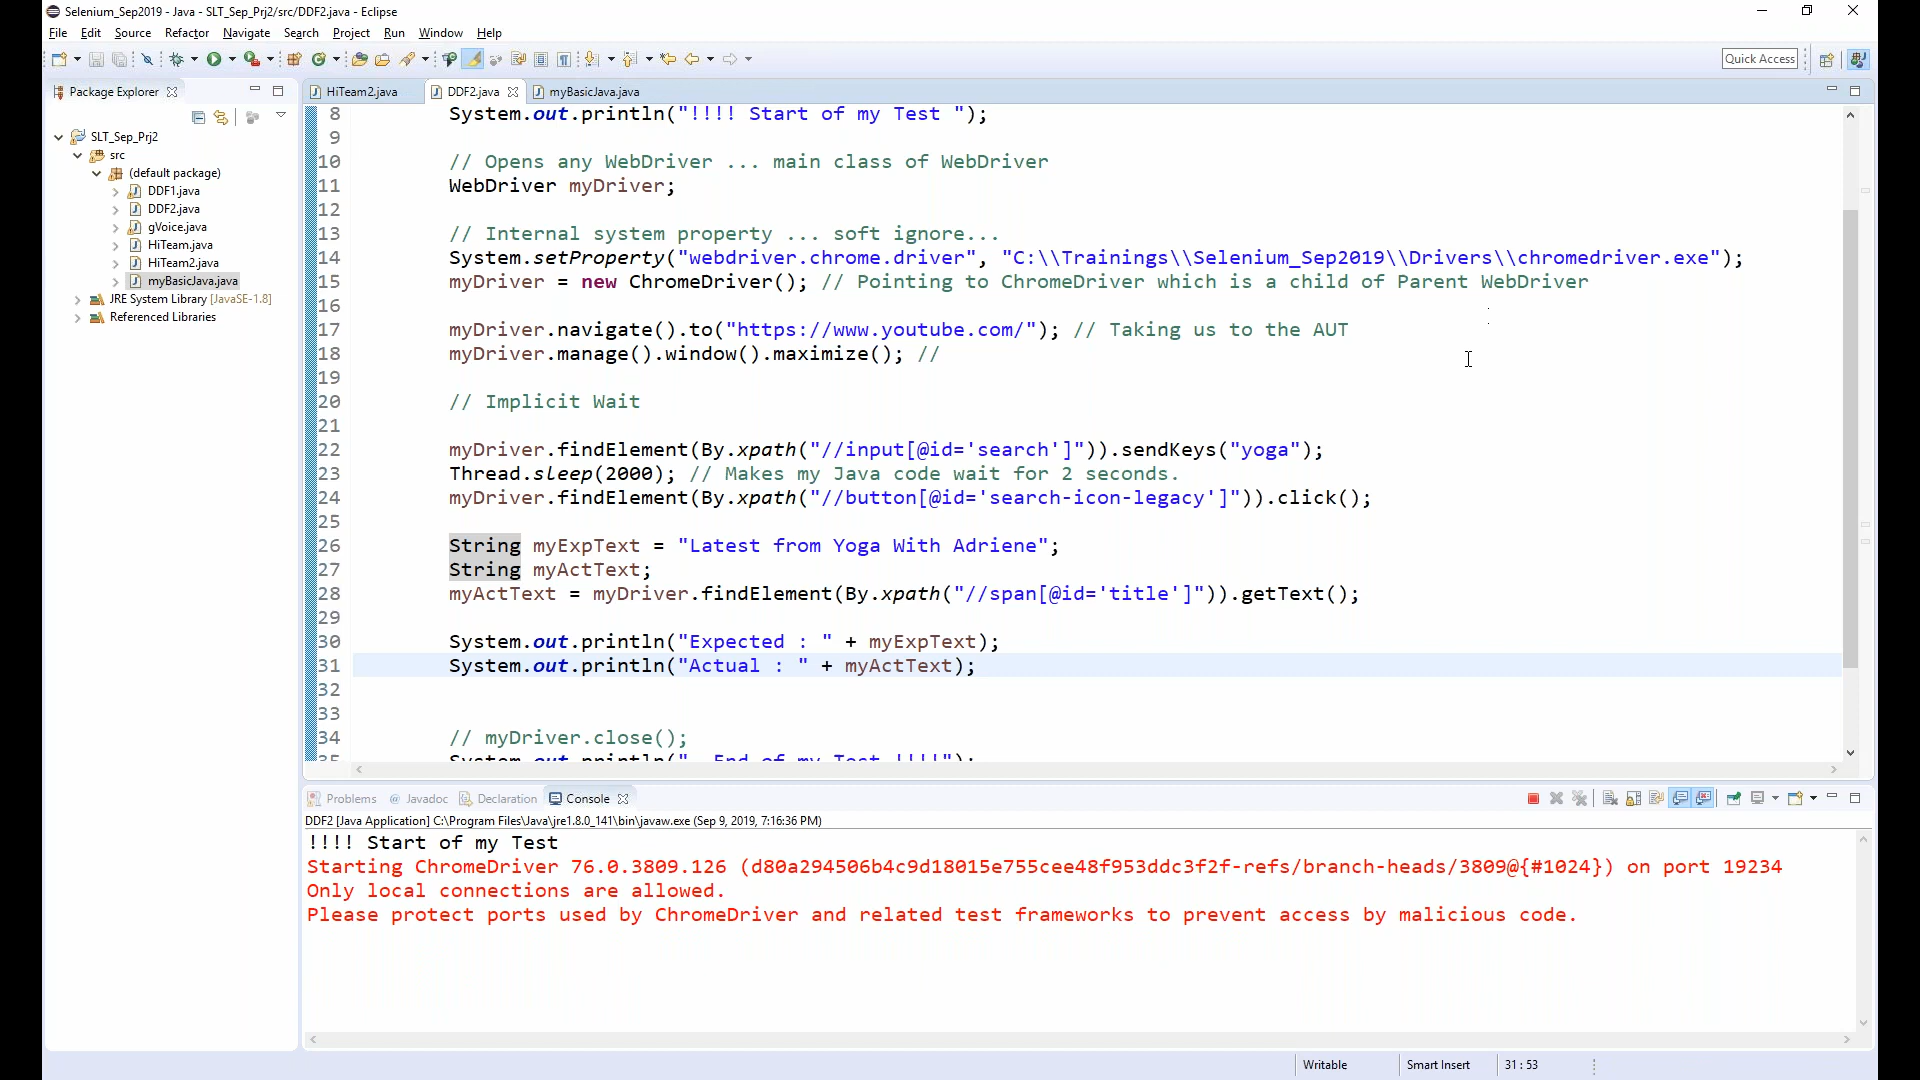 Selenium_Sep2019 - Java - SLT_Sep_Prj2/src/DDF2.java - Eclipse
File Edit Source Refactor Navigate Search Project Run Window Help
Quick Access
Package Explorer
SLT_Sep_Prj2
src
(default package)
DDF1.java
DDF2.java
gVoice.java
HiTeam.java
HiTeam2.java
myBasicJava.java
JRE System Library [JavaSE-1.8]
Referenced Libraries
HiTeam2.java DDF2.java myBasicJava.java
8 System.out.println("!!!! Start of my Test ");
9
10 // Opens any WebDriver ... main class of WebDriver
11 WebDriver myDriver;
12
13 // Internal system property ... soft ignore...
14 System.setProperty("webdriver.chrome.driver", "C:\\Trainings\\Selenium_Sep2019\\Drivers\\chromedriver.exe");
15 myDriver = new ChromeDriver(); // Pointing to ChromeDriver which is a child of Parent WebDriver
16
17 myDriver.navigate().to("https://www.youtube.com/"); // Taking us to the AUT
18 myDriver.manage().window().maximize(); //
19
20 // Implicit Wait
21
22 myDriver.findElement(By.xpath("//input[@id='search']")).sendKeys("yoga");
23 Thread.sleep(2000); // Makes my Java code wait for 2 seconds.
24 myDriver.findElement(By.xpath("//button[@id='search-icon-legacy']")).click();
25
26 String myExpText = "Latest from Yoga With Adriene";
27 String myActText;
28 myActText = myDriver.findElement(By.xpath("//span[@id='title']")).getText();
29
30 System.out.println("Expected : " + myExpText);
31 System.out.println("Actual : " + myActText);
32
33
34 // myDriver.close();
35 System.out.println(" End of my Test !!!!");
Problems Javadoc Declaration Console
DDF2 [Java Application] C:\Program Files\Java\jre1.8.0_141\bin\javaw.exe (Sep 9, 2019, 7:16:36 PM)
!!!! Start of my Test
Starting ChromeDriver 76.0.3809.126 (d80a294506b4c9d18015e755cee48f953ddc3f2f-refs/branch-heads/3809@{#1024}) on port 19234
Only local connections are allowed.
Please protect ports used by ChromeDriver and related test frameworks to prevent access by malicious code.
Writable Smart Insert 31 : 53